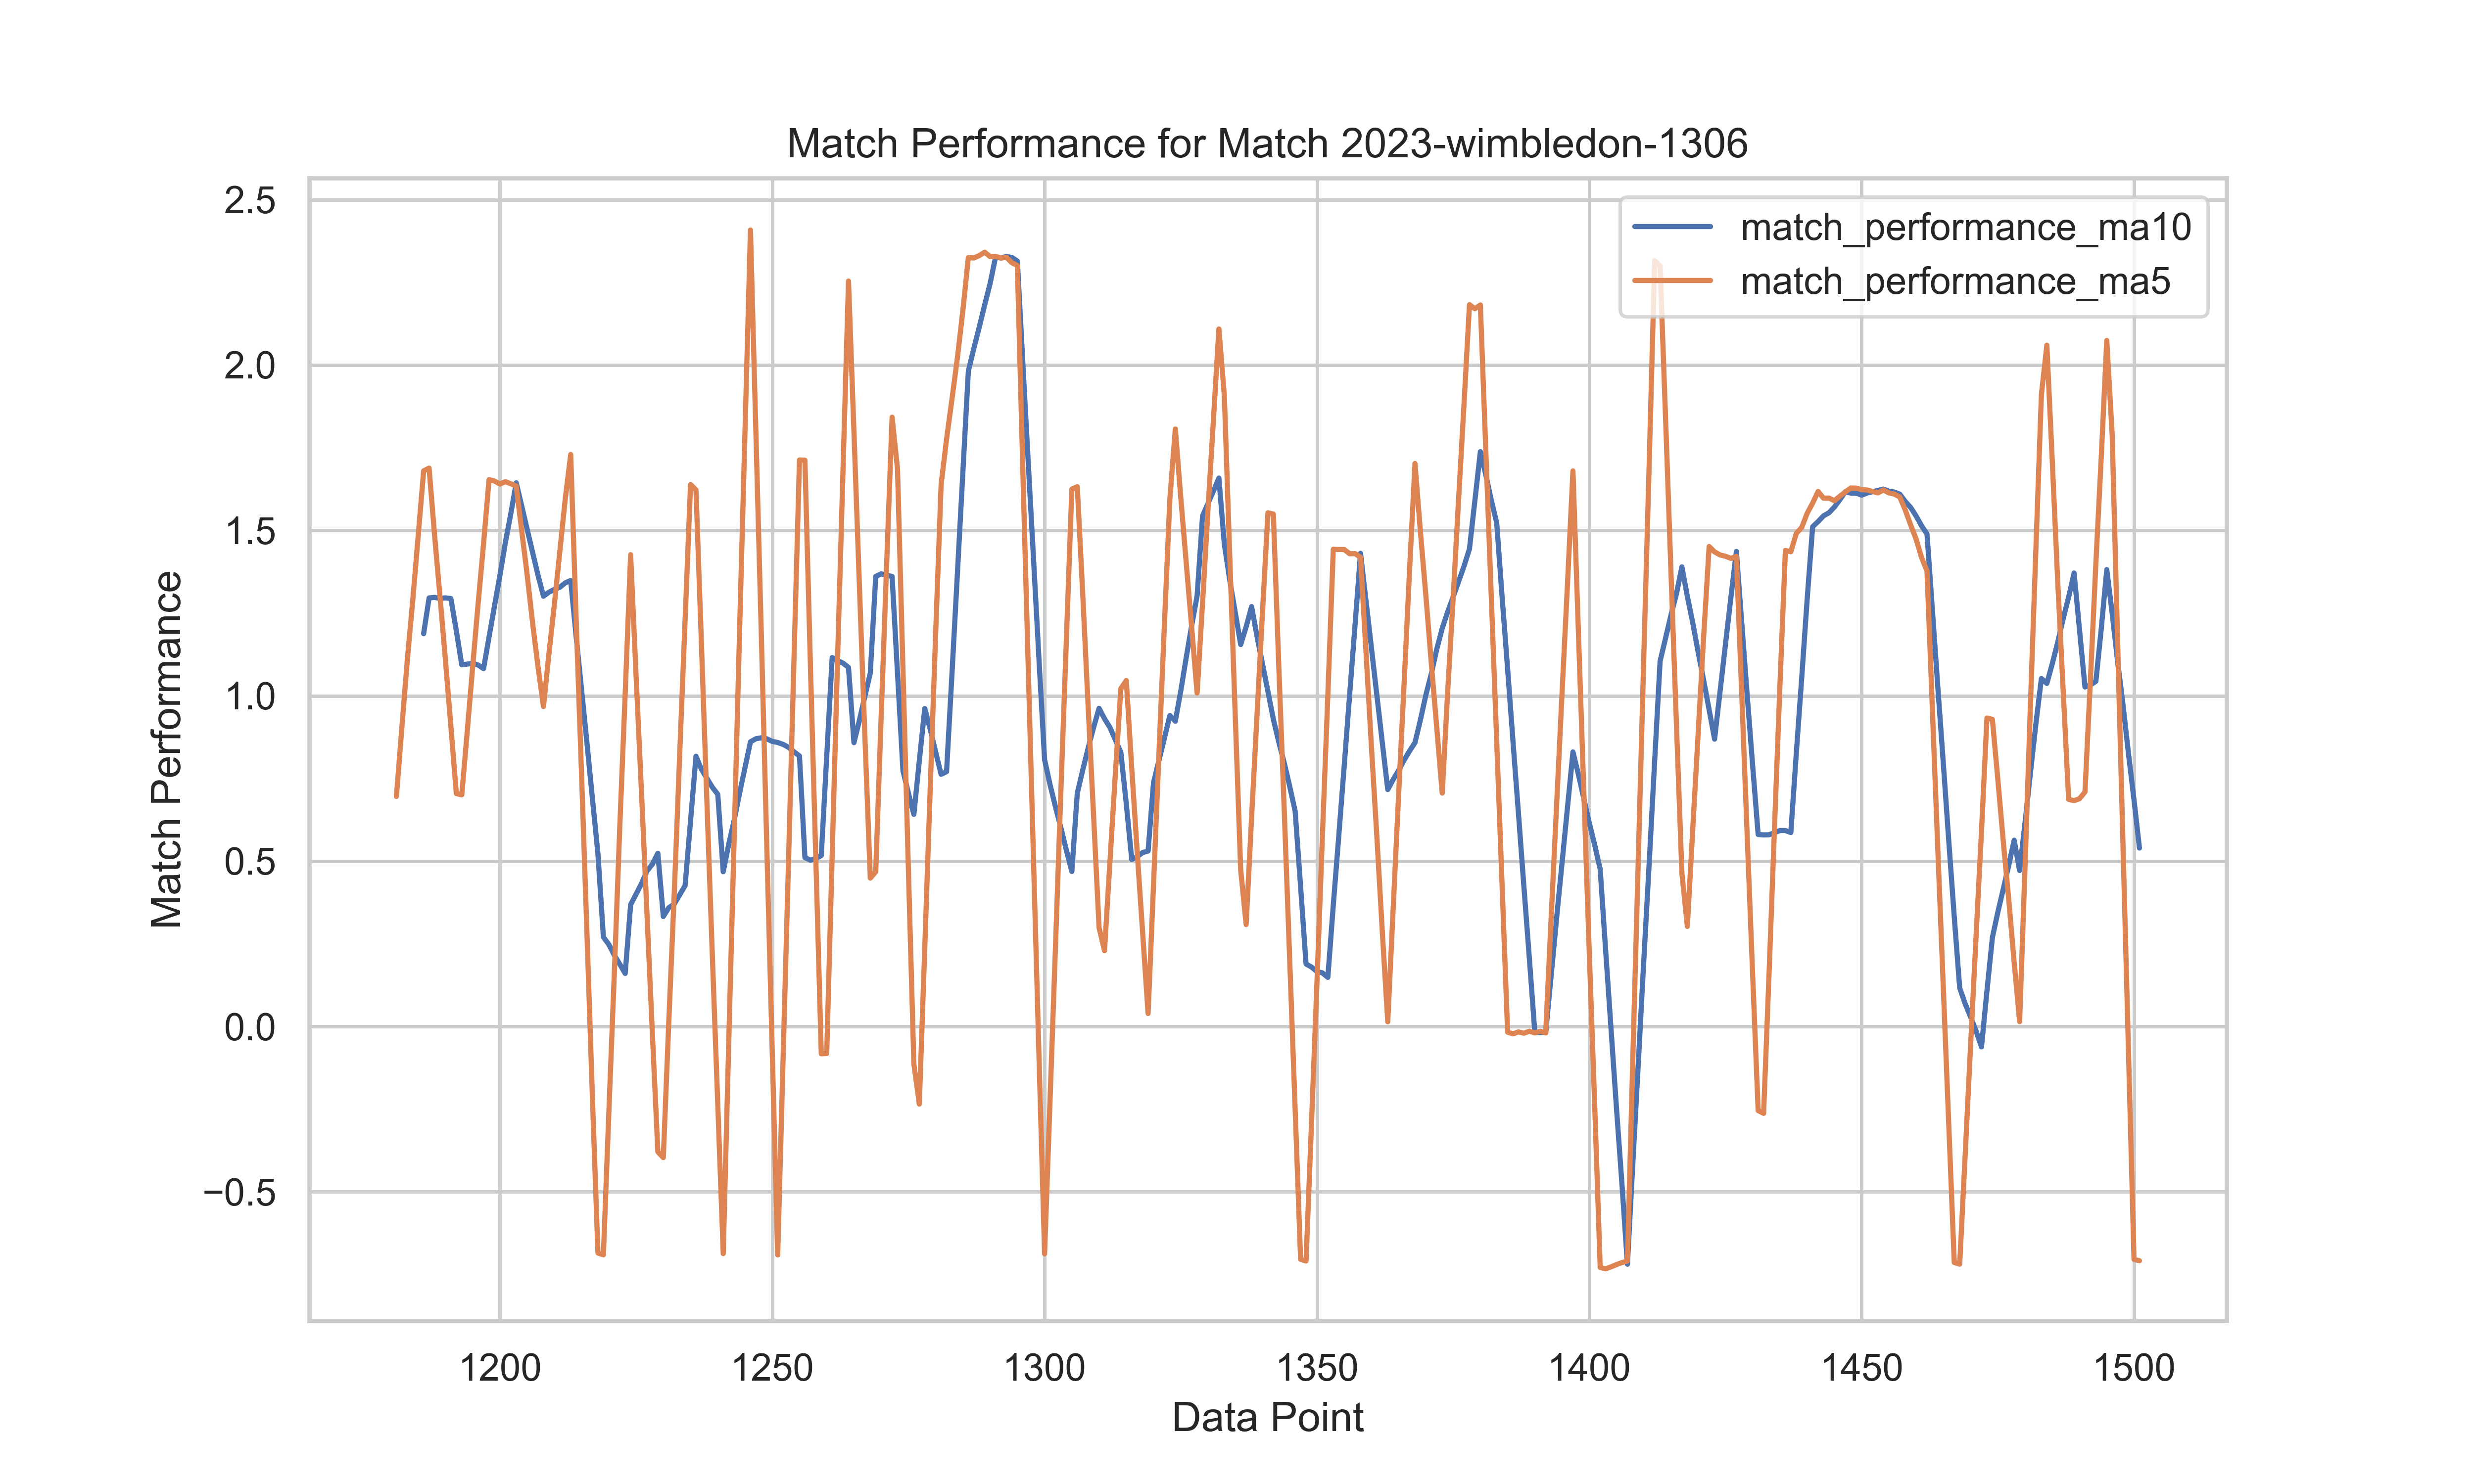 Match Performance for Match 2023-wimbledon-1306
match_performance_ma10
match_performance_ma5
Match Performance
2.5
2.0
1.5
1.0
0.5
0.0
−0.5
1200 1250 1300 1350 1400 1450 1500
Data Point